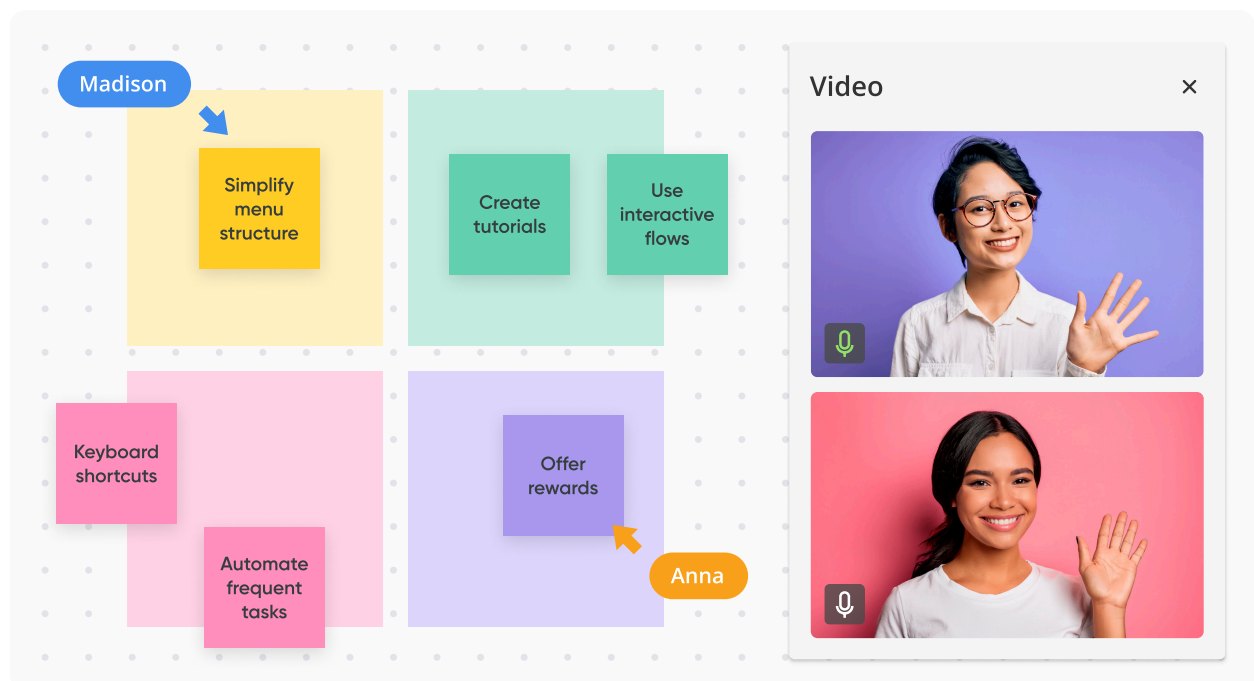 Madison
Simplify
menu
structure
Create
tutorials
Use
interactive
flows
Keyboard
shortcuts
Automate
frequent
tasks
Offer
rewards
Anna
Video